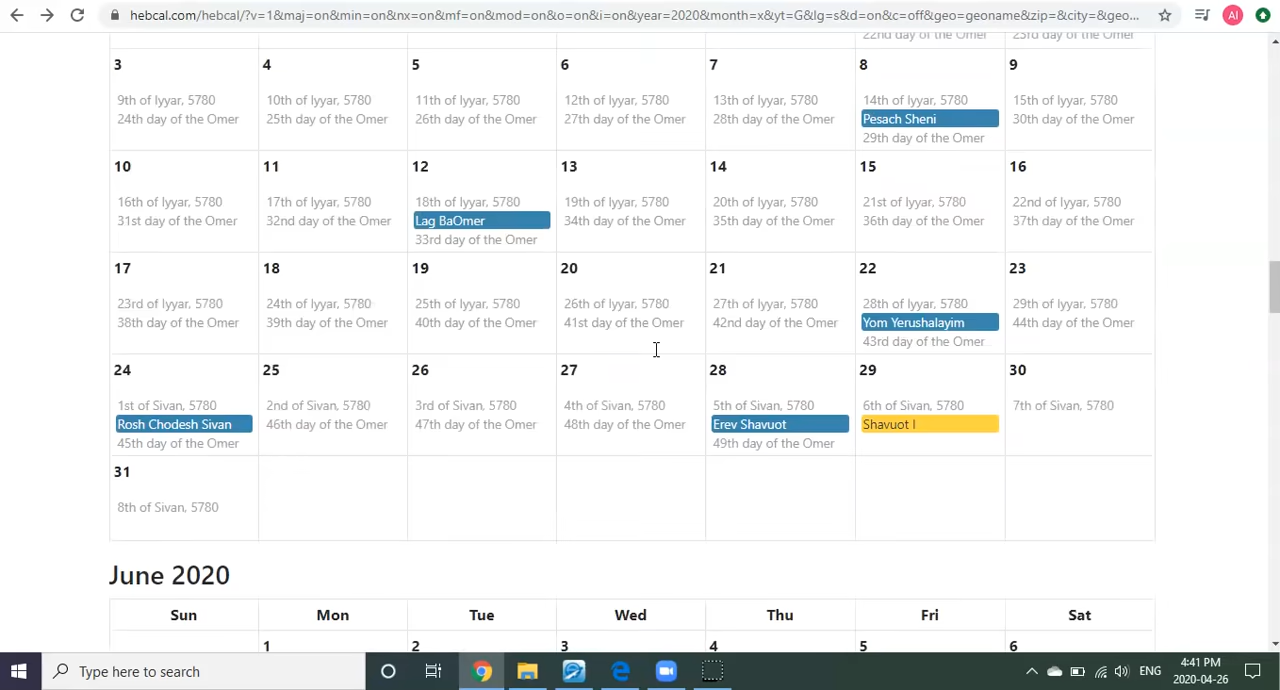 hebcal.com/hebcal/?v=1&maj=on&min=on&nx=on&mf=on&mod=on&o=on&i=on&year=2020&month=x&yt=G&lg=s&d=on&c=off&geo=geoname&zip=&city=&geo...
AI
22nd day of the Omer
23rd day of the Omer
3
4
5
6
7
8
9
9th of Iyyar, 5780
10th of Iyyar, 5780
11th of Iyyar, 5780
12th of Iyyar, 5780
13th of Iyyar, 5780
14th of Iyyar, 5780
15th of Iyyar, 5780
24th day of the Omer
25th day of the Omer
26th day of the Omer
27th day of the Omer
28th day of the Omer
Pesach Sheni
30th day of the Omer
29th day of the Omer
10
11
12
13
14
15
16
16th of Iyyar, 5780
17th of Iyyar, 5780
18th of Iyyar, 5780
19th of Iyyar, 5780
20th of Iyyar, 5780
21st of Iyyar, 5780
22nd of Iyyar, 5780
31st day of the Omer
32nd day of the Omer
Lag BaOmer
34th day of the Omer
35th day of the Omer
36th day of the Omer
37th day of the Omer
33rd day of the Omer
17
18
19
20
21
22
23
23rd of Iyyar, 5780
24th of Iyyar, 5780
25th of Iyyar, 5780
26th of Iyyar, 5780
27th of Iyyar, 5780
28th of Iyyar, 5780
29th of Iyyar, 5780
38th day of the Omer
39th day of the Omer
40th day of the Omer
41st day of the Omer
42nd day of the Omer
Yom Yerushalayim
44th day of the Omer
43rd day of the Omer
24
25
26
27
28
29
30
1st of Sivan, 5780
2nd of Sivan, 5780
3rd of Sivan, 5780
4th of Sivan, 5780
5th of Sivan, 5780
6th of Sivan, 5780
7th of Sivan, 5780
Rosh Chodesh Sivan
46th day of the Omer
47th day of the Omer
48th day of the Omer
Erev Shavuot
Shavuot I
45th day of the Omer
49th day of the Omer
31
8th of Sivan, 5780
June 2020
Sun
Mon
Tue
Wed
Thu
Fri
Sat
1
2
3
4
5
6
Type here to search
ENG
4:41 PM
2020-04-26